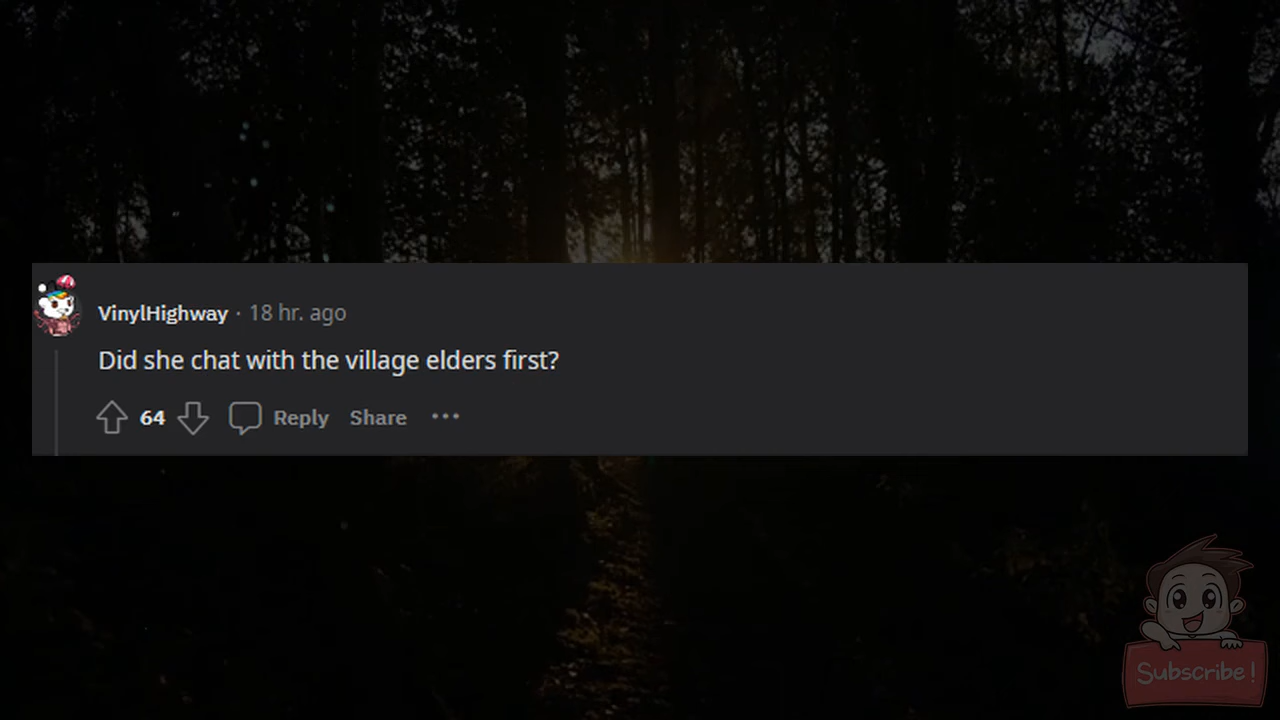 VinylHighway · 18 hr. ago
Did she chat with the village elders first?
64 Reply Share ···
Subscribe!